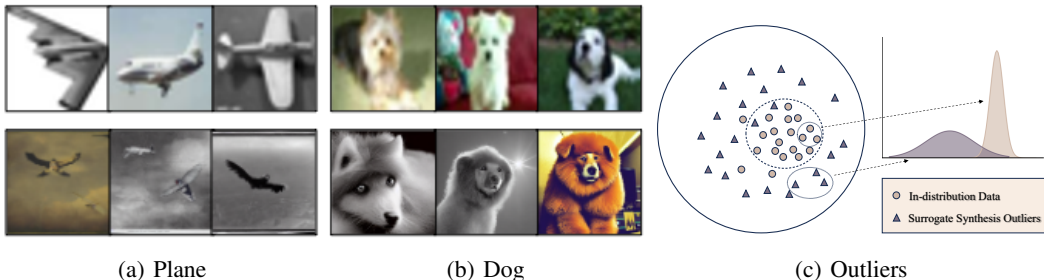 In-distribution Data
Surrogate Synthesis Outliers
(a) Plane
(b) Dog
(c) Outliers